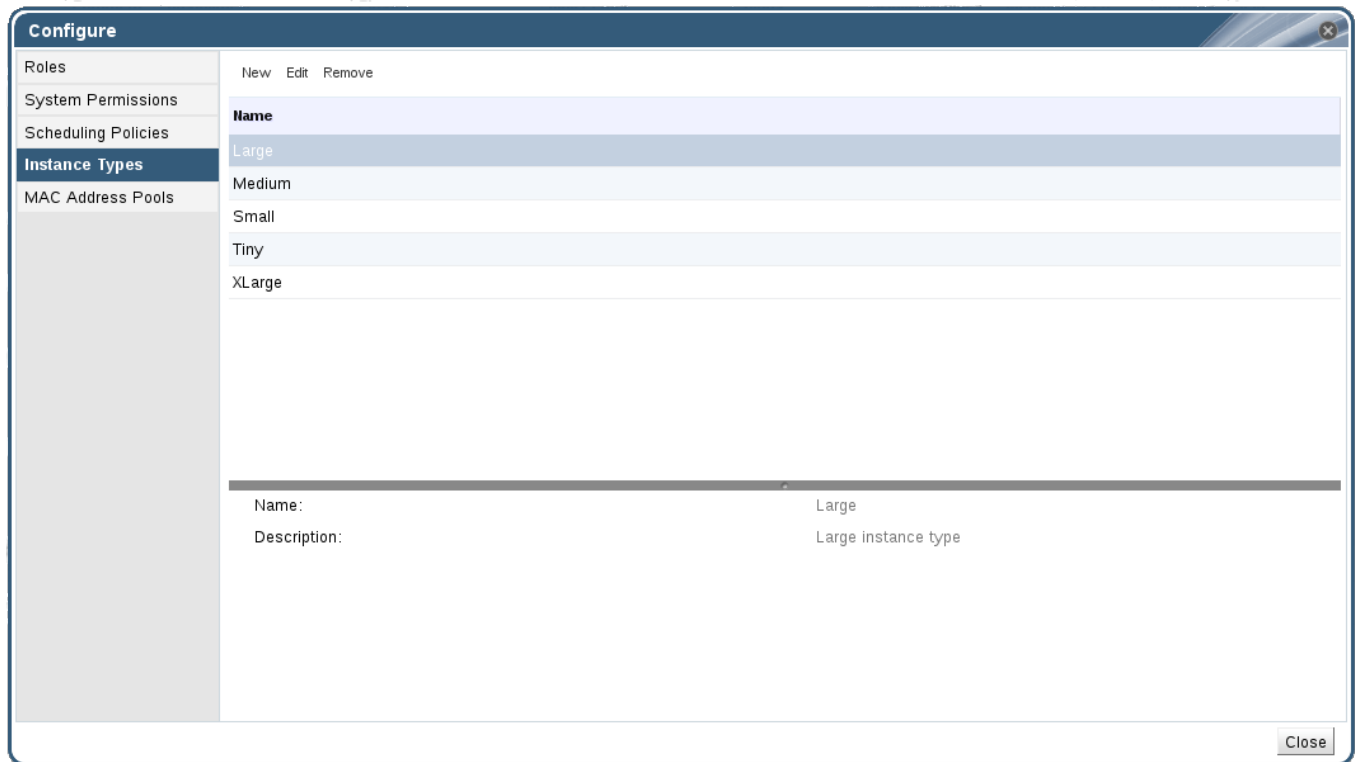 Configure
Roles
System Permissions
Scheduling Policies
Instance Types
MAC Address Pools
New Edit Remove
Name
Large
Medium
Small
Tiny
XLarge
Name: Large
Description: Large instance type
Close